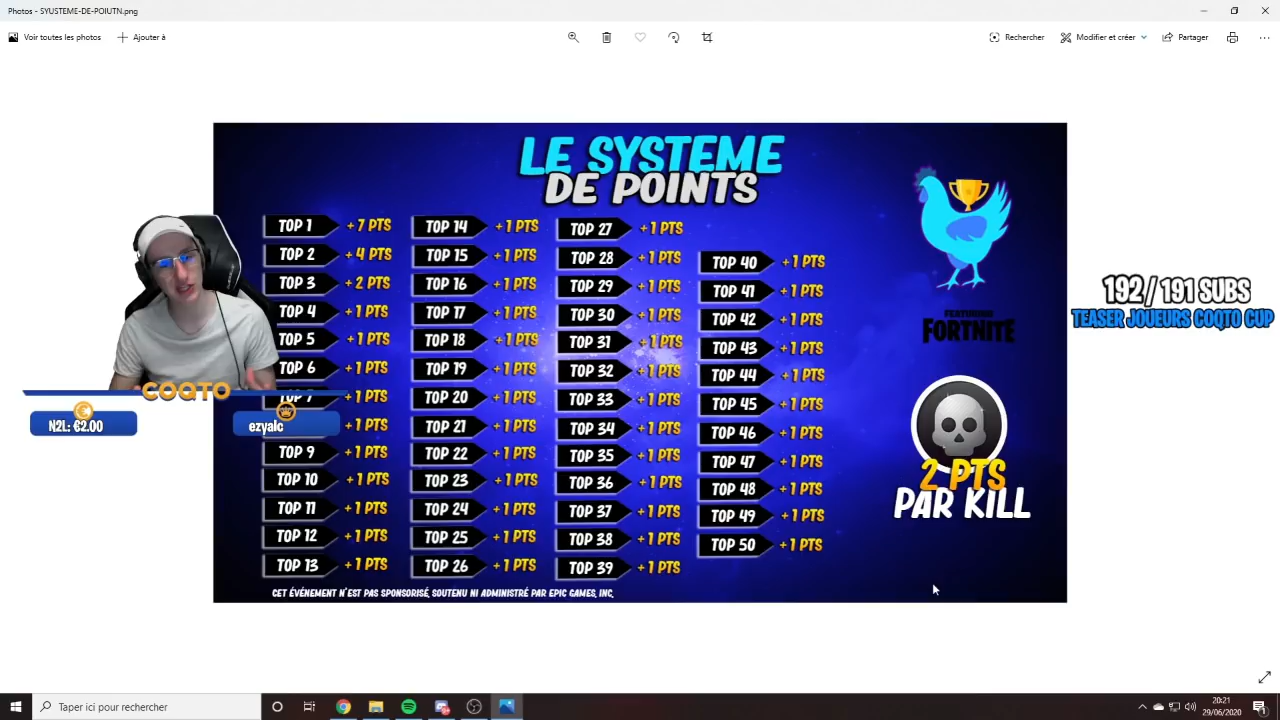 Photos - SYUSTEME-DE-POIUTN.png
Voir toutes les photos
Ajouter à
Rechercher
Modifier et créer
Partager
LE SYSTEME
DE POINTS
TOP 1 +7 PTS
TOP 2 +4 PTS
TOP 3 +2 PTS
TOP 4 +1 PTS
TOP 5 +1 PTS
TOP 6 +1 PTS
TOP 7 +1 PTS
+1 PTS
TOP 9 +1 PTS
TOP 10 +1 PTS
TOP 11 +1 PTS
TOP 12 +1 PTS
TOP 13 +1 PTS
TOP 14 +1 PTS
TOP 15 +1 PTS
TOP 16 +1 PTS
TOP 17 +1 PTS
TOP 18 +1 PTS
TOP 19 +1 PTS
TOP 20 +1 PTS
TOP 21 +1 PTS
TOP 22 +1 PTS
TOP 23 +1 PTS
TOP 24 +1 PTS
TOP 25 +1 PTS
TOP 26 +1 PTS
TOP 27 +1 PTS
TOP 28 +1 PTS
TOP 29 +1 PTS
TOP 30 +1 PTS
TOP 31 +1 PTS
TOP 32 +1 PTS
TOP 33 +1 PTS
TOP 34 +1 PTS
TOP 35 +1 PTS
TOP 36 +1 PTS
TOP 37 +1 PTS
TOP 38 +1 PTS
TOP 39 +1 PTS
TOP 40 +1 PTS
TOP 41 +1 PTS
TOP 42 +1 PTS
TOP 43 +1 PTS
TOP 44 +1 PTS
TOP 45 +1 PTS
TOP 46 +1 PTS
TOP 47 +1 PTS
TOP 48 +1 PTS
TOP 49 +1 PTS
TOP 50 +1 PTS
FEATURING
FORTNITE
2 PTS
PAR KILL
CET ÉVÉNEMENT N'EST PAS SPONSORISÉ, SOUTENU NI ADMINISTRÉ PAR EPIC GAMES, INC.
192/191 SUBS
TEASER JOUEURS COQTO CUP
COQTO
N2L: €2.00
ezyalc
Taper ici pour rechercher
20:21
29/06/2020
1